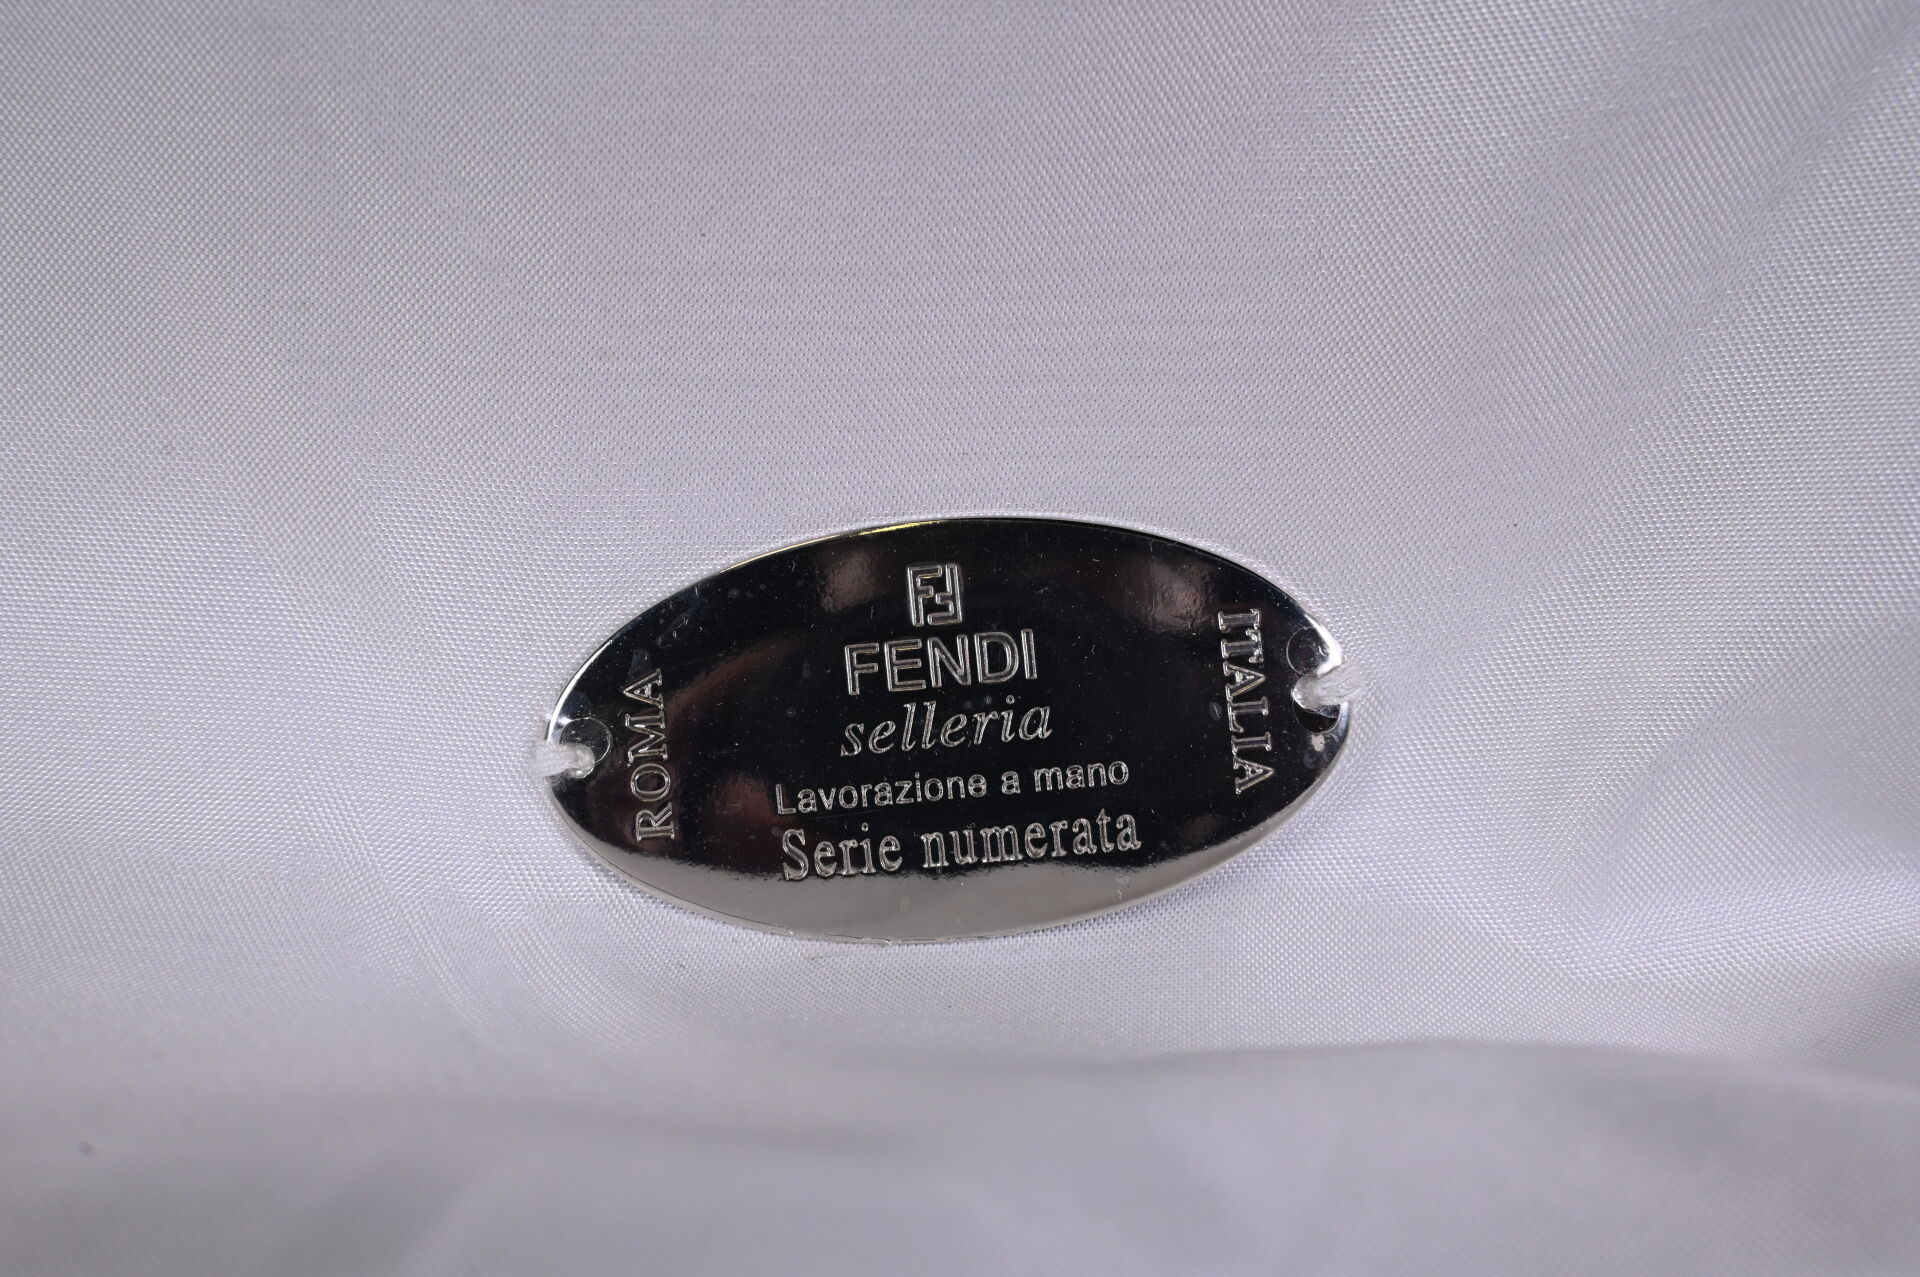 FF
FENDI
selleria
Lavorazione a mano
Serie numerata
ROMA
ITALIA